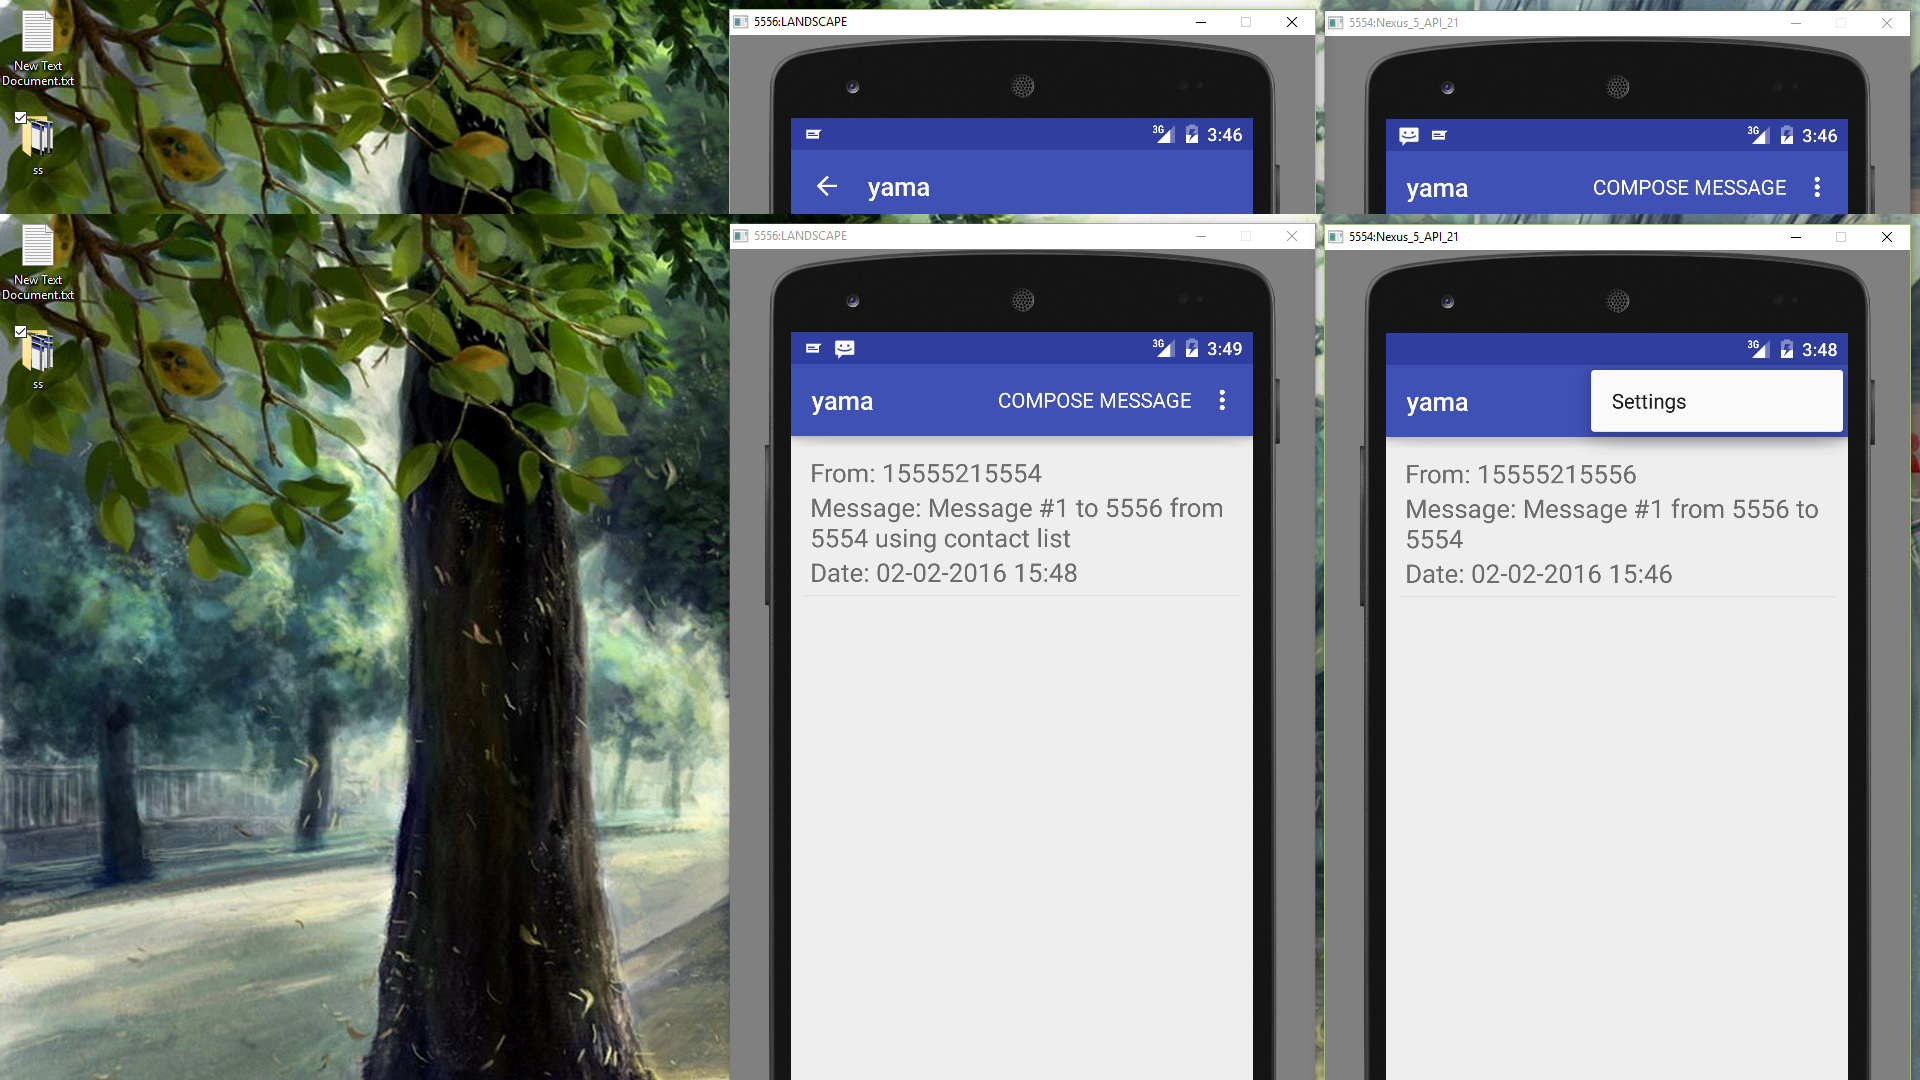 New Text
Document.txt
ss
5556:LANDSCAPE
3G 3:46
yama
5554:Nexus_5_API_21
3G 3:46
yama COMPOSE MESSAGE
New Text
Document.txt
ss
5556:LANDSCAPE
3G 3:49
yama COMPOSE MESSAGE
From: 15555215554
Message: Message #1 to 5556 from
5554 using contact list
Date: 02-02-2016 15:48
5554:Nexus_5_API_21
3G 3:48
yama Settings
From: 15555215556
Message: Message #1 from 5556 to
5554
Date: 02-02-2016 15:46